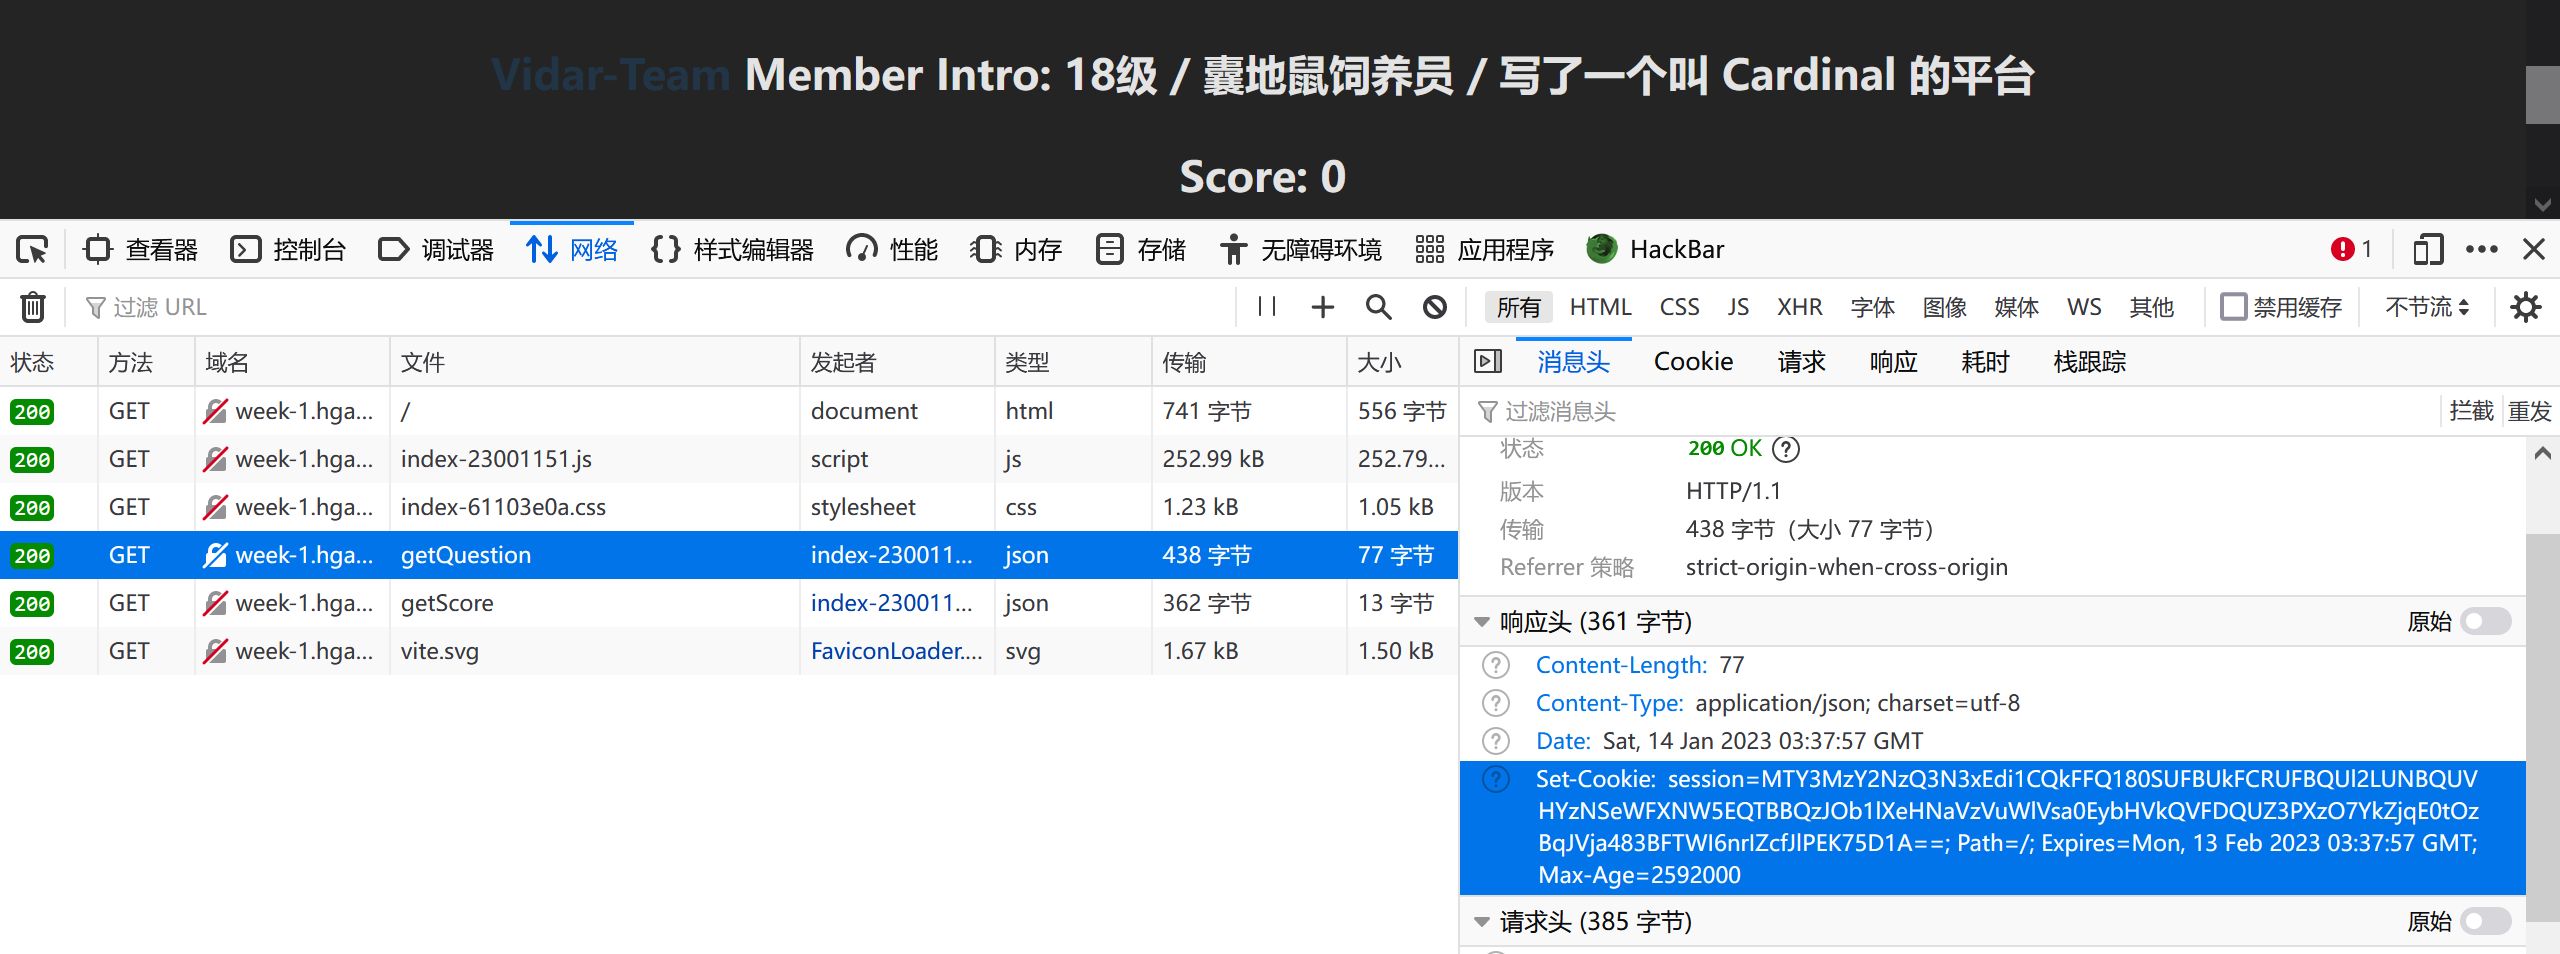 Vidar-Team Member Intro: 18级 / 囊地鼠饲养员 / 写了一个叫 Cardinal 的平台
Score: 0
查看器 控制台 调试器 网络 样式编辑器 性能 内存 存储 无障碍环境 应用程序 HackBar 1
过滤 URL 所有 HTML CSS JS XHR 字体 图像 媒体 WS 其他 禁用缓存 不节流
状态 方法 域名 文件 发起者 类型 传输 大小
200 GET week-1.hga... / document html 741 字节 556 字节
200 GET week-1.hga... index-23001151.js script js 252.99 kB 252.79...
200 GET week-1.hga... index-61103e0a.css stylesheet css 1.23 kB 1.05 kB
200 GET week-1.hga... getQuestion index-230011... json 438 字节 77 字节
200 GET week-1.hga... getScore index-230011... json 362 字节 13 字节
200 GET week-1.hga... vite.svg FaviconLoader.... svg 1.67 kB 1.50 kB
消息头 Cookie 请求 响应 耗时 栈跟踪
过滤消息头 拦截 重发
状态 200 OK
版本 HTTP/1.1
传输 438 字节（大小 77 字节）
Referrer 策略 strict-origin-when-cross-origin
响应头 (361 字节) 原始
Content-Length: 77
Content-Type: application/json; charset=utf-8
Date: Sat, 14 Jan 2023 03:37:57 GMT
Set-Cookie: session=MTY3MzY2NzQ3N3xEdi1CQkFFQ180SUFBUkFCRUFBQUl2LUNBQUV
HYzNSeWFXNW5EQTBBQzJOb1lXeHNaVzVuWlVsa0EybHVkQVFDQUZ3PXzO7YkZjqE0tOz
BqJVja483BFTWI6nrlZcfJlPEK75D1A==; Path=/; Expires=Mon, 13 Feb 2023 03:37:57 GMT;
Max-Age=2592000
请求头 (385 字节) 原始